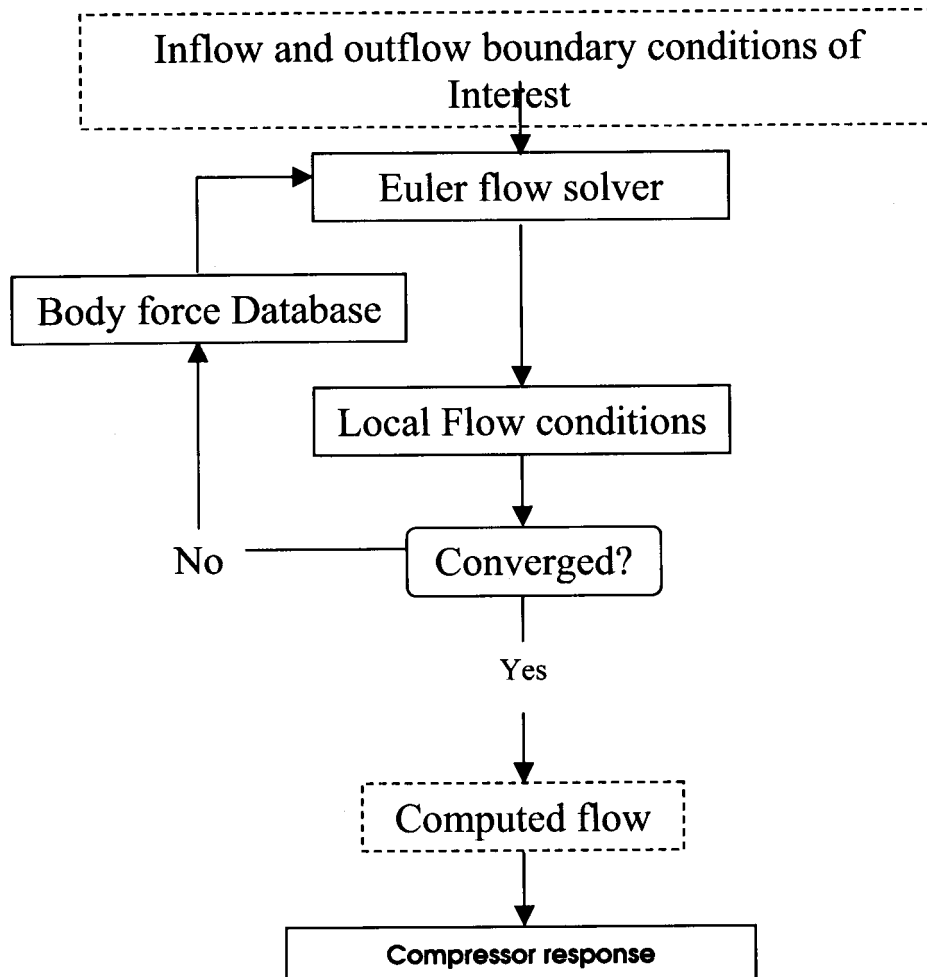 Inflow and outflow boundary conditions of
Interest
Euler flow solver
Body force Database
Local Flow conditions
Converged?
No
Yes
Computed flow
Compressor response